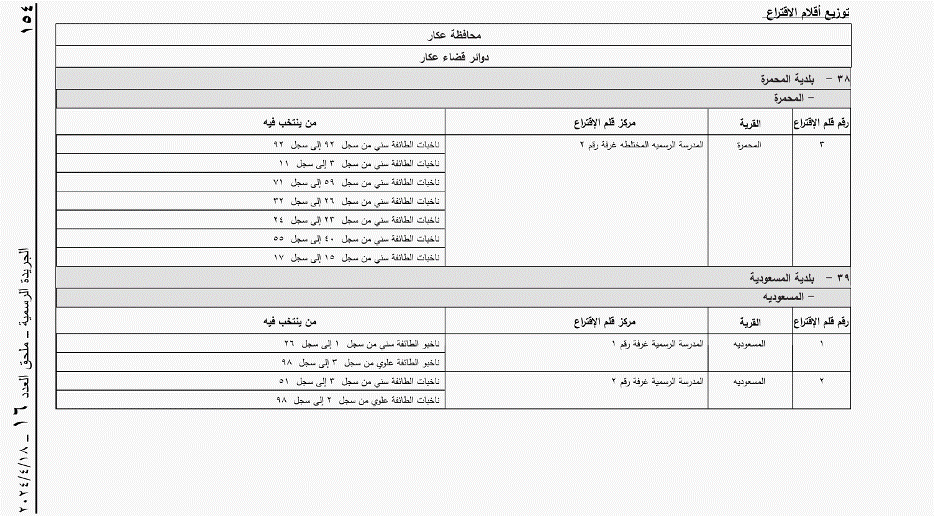 توزيع أقلام الاقتراع
محافظة عكار
دوائر قضاء عكار
٣٨ - بلدية المحمرة
- المحمرة
رقم قلم الإقتراع القرية مركز قلم الإقتراع من ينتخب فيه
٣ المحمرة المدرسة الرسميه المختلطه غرفة رقم ٢ ناخبات الطائفة سني من سجل ٩٢ إلى سجل ٩٢
ناخبات الطائفة سني من سجل ٣ إلى سجل ١١
ناخبات الطائفة سني من سجل ٥٩ إلى سجل ٧١
ناخبات الطائفة سني من سجل ٢٦ إلى سجل ٣٢
ناخبات الطائفة سني من سجل ٢٣ إلى سجل ٢٤
ناخبات الطائفة سني من سجل ٤٠ إلى سجل ٥٥
ناخبات الطائفة سني من سجل ١٥ إلى سجل ١٧
٣٩ - بلدية المسعودية
- المسعوديه
رقم قلم الإقتراع القرية مركز قلم الإقتراع من ينتخب فيه
١ المسعوديه المدرسة الرسمية غرفة رقم ١ ناخبو الطائفة سني من سجل ١ إلى سجل ٢٦
ناخبو الطائفة علوي من سجل ٣ إلى سجل ٩٨
٢ المسعوديه المدرسة الرسمية غرفة رقم ٢ ناخبات الطائفة سني من سجل ٣ إلى سجل ٥١
ناخبات الطائفة علوي من سجل ٢ إلى سجل ٩٨
١٥٤
الجريدة الرسمية ـ ملحق العدد ١٦ ـ ٢٠٢٤/٤/١٨